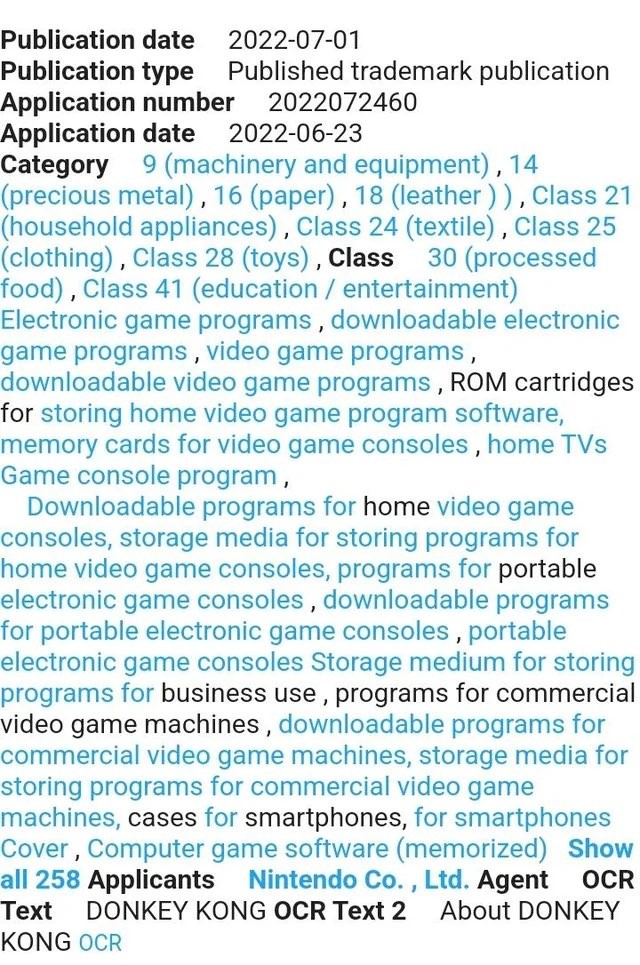 Publication date 2022-07-01
Publication type Published trademark publication
Application number 2022072460
Application date 2022-06-23
Category 9 (machinery and equipment) , 14
(precious metal) , 16 (paper) , 18 (leather ) ) , Class 21
(household appliances) , Class 24 (textile) , Class 25
(clothing) , Class 28 (toys) , Class 30 (processed
food) , Class 41 (education / entertainment)
Electronic game programs , downloadable electronic
game programs , video game programs ,
downloadable video game programs , ROM cartridges
for storing home video game program software,
memory cards for video game consoles , home TVs
Game console program ,
Downloadable programs for home video game
consoles, storage media for storing programs for
home video game consoles, programs for portable
electronic game consoles , downloadable programs
for portable electronic game consoles , portable
electronic game consoles Storage medium for storing
programs for business use , programs for commercial
video game machines , downloadable programs for
commercial video game machines, storage media for
storing programs for commercial video game
machines, cases for smartphones, for smartphones
Cover , Computer game software (memorized) Show
all 258 Applicants Nintendo Co. , Ltd. Agent OCR
Text DONKEY KONG OCR Text 2 About DONKEY
KONG OCR